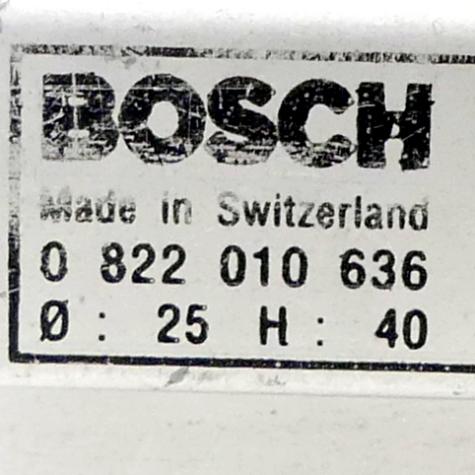 BOSCH
Made in Switzerland
0 822 010 636
Ø : 25 H : 40